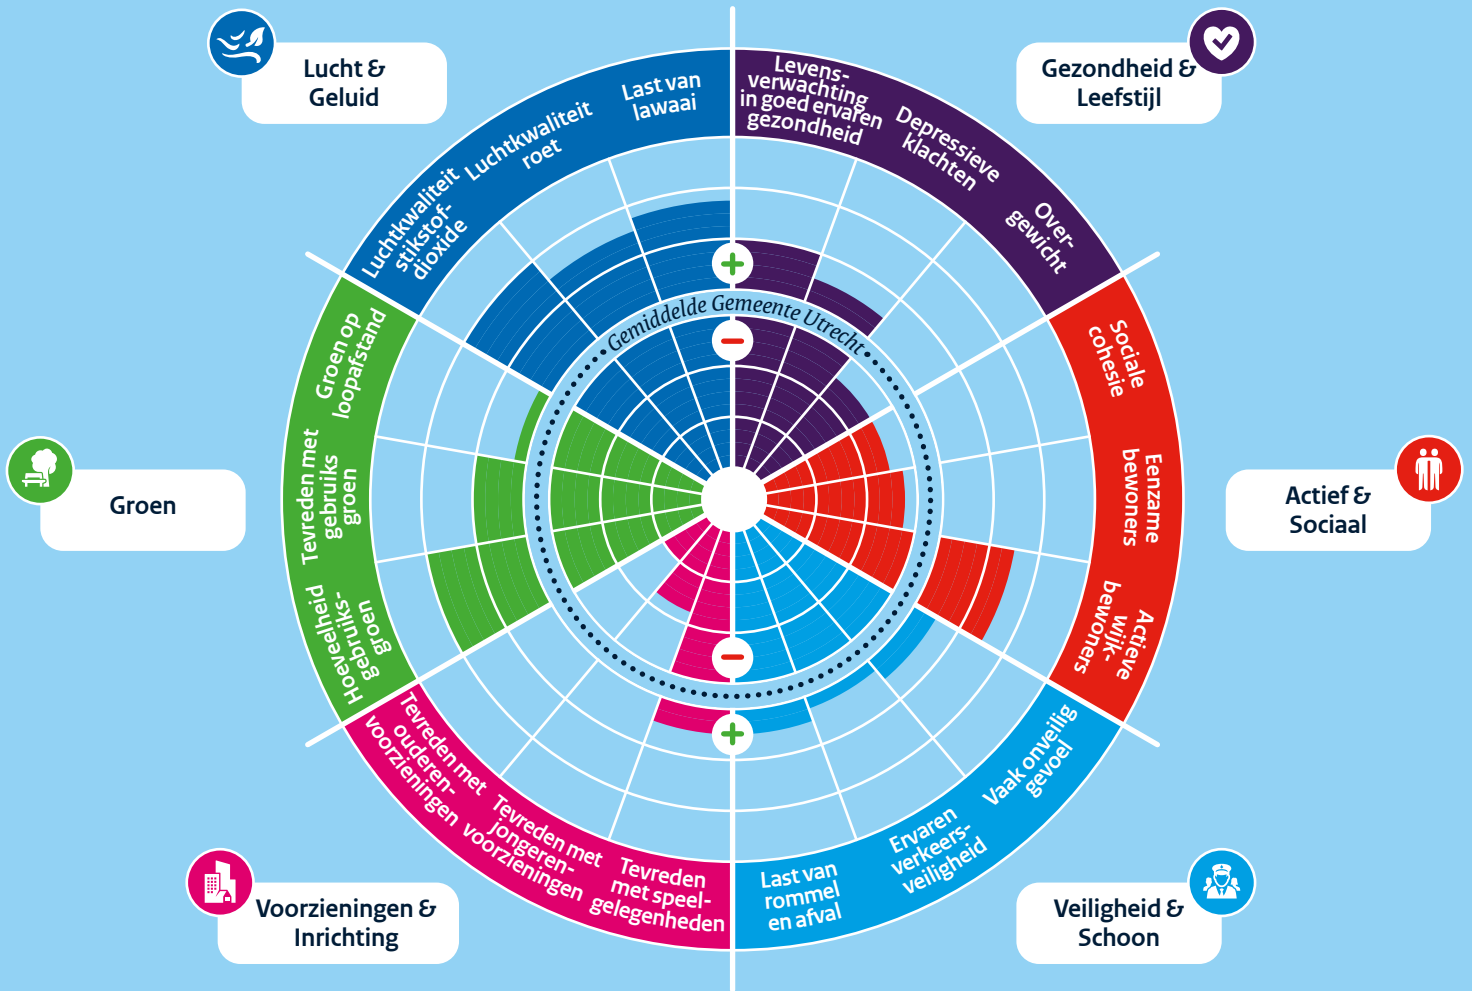 Lucht &
Geluid
Gezondheid &
Leefstijl
Last van
lawaai
Luchtkwaliteit
roet
Luchtkwaliteit
stikstof-
dioxide
Levens-
verwachting
in goed ervaren
gezondheid
Depressieve
klachten
Over-
gewicht
Gemiddelde Gemeente Utrecht
Groen op
loopafstand
Tevreden met
gebruiks
groen
Hoeveelheid
gebruiks-
groen
Groen
Sociale
cohesie
Eenzame
bewoners
Actieve
wijk-
bewoners
Actief &
Sociaal
Tevreden met
ouderen-
voorzieningen
Tevreden met
jongeren-
voorzieningen
Tevreden
met speel-
gelegenheden
Last van
rommel
en afval
Ervaren
verkeers-
veiligheid
Vaak onveilig
gevoel
Voorzieningen &
Inrichting
Veiligheid &
Schoon